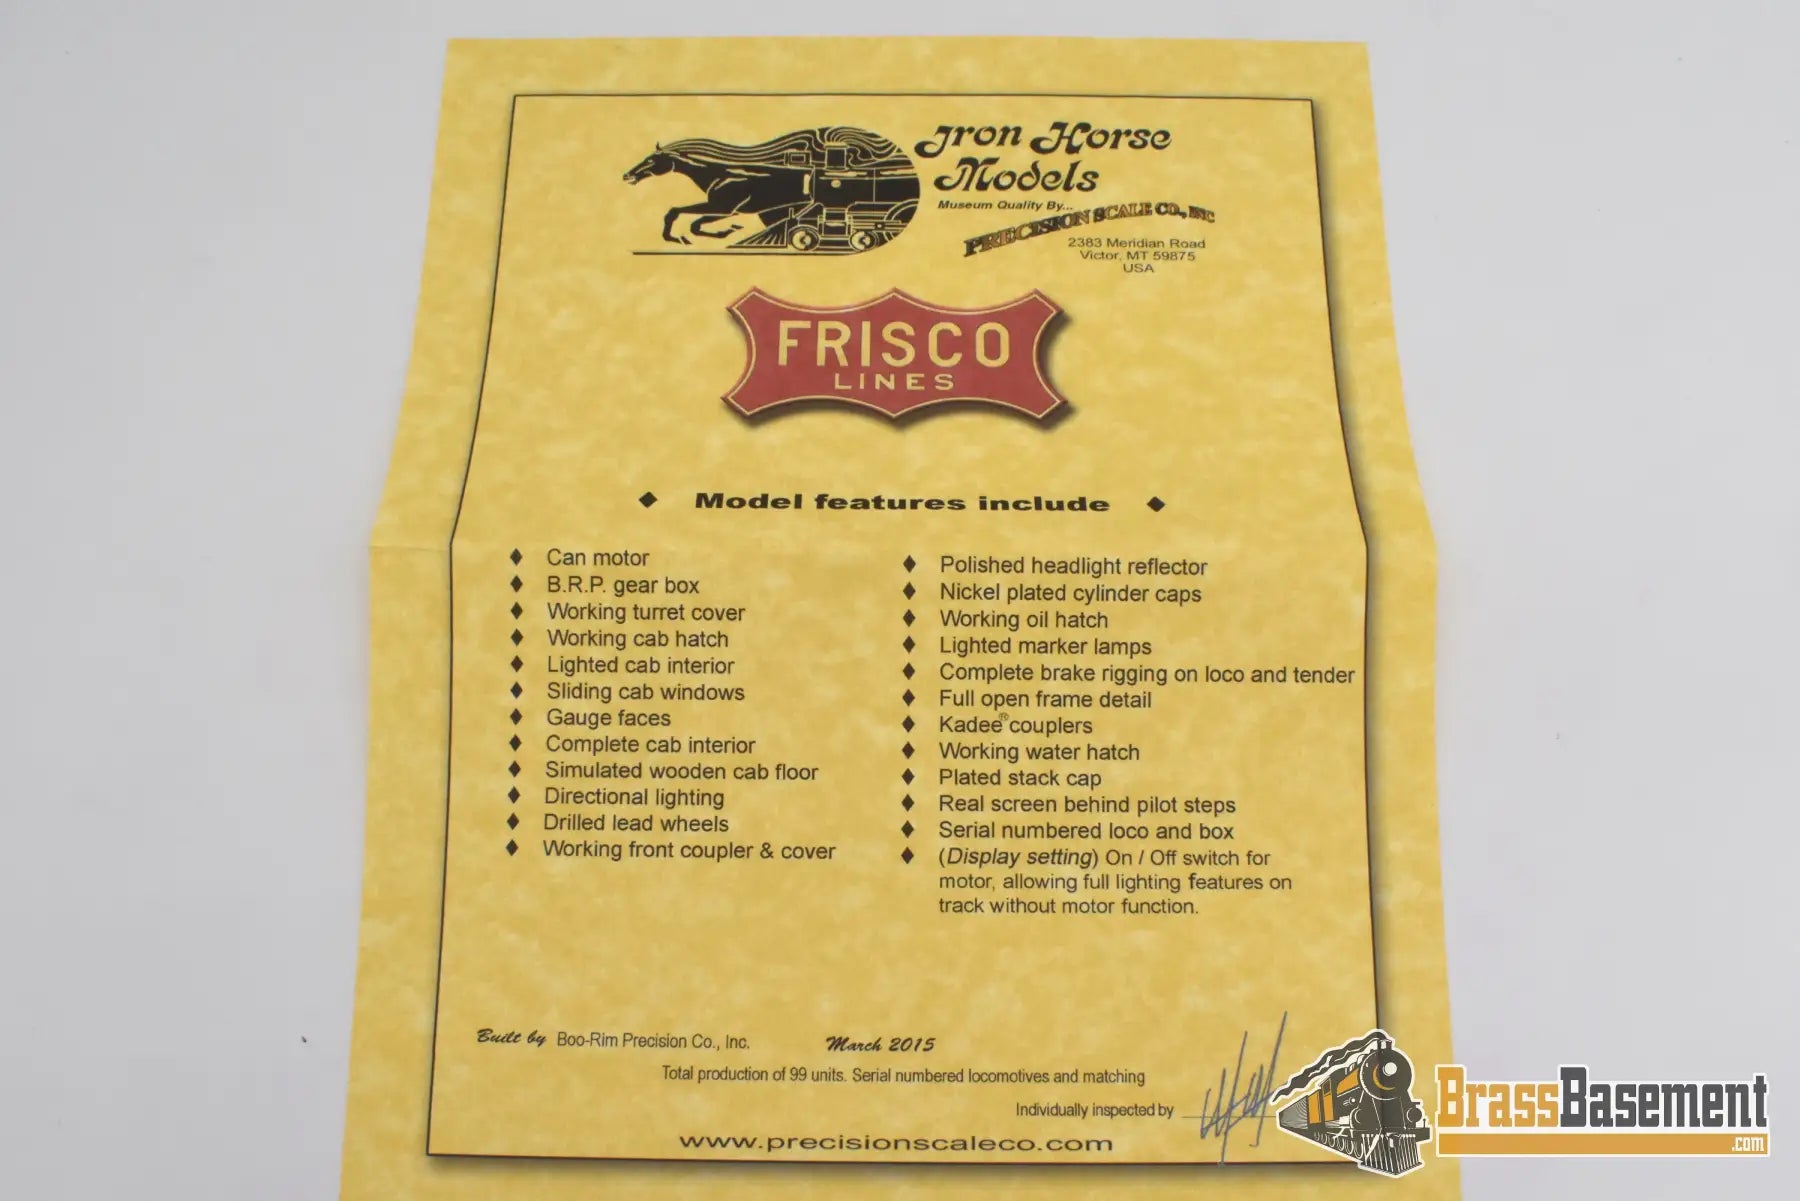 Iron Horse
Models
Museum Quality By...
PRECISION SCALE CO., INC
2383 Meridian Road
Victor, MT 59875
USA
FRISCO
LINES
◆ Model features include ◆
◆ Can motor
◆ B.R.P. gear box
◆ Working turret cover
◆ Working cab hatch
◆ Lighted cab interior
◆ Sliding cab windows
◆ Gauge faces
◆ Complete cab interior
◆ Simulated wooden cab floor
◆ Directional lighting
◆ Drilled lead wheels
◆ Working front coupler & cover
◆ Polished headlight reflector
◆ Nickel plated cylinder caps
◆ Working oil hatch
◆ Lighted marker lamps
◆ Complete brake rigging on loco and tender
◆ Full open frame detail
◆ Kadee® couplers
◆ Working water hatch
◆ Plated stack cap
◆ Real screen behind pilot steps
◆ Serial numbered loco and box
◆ (Display setting) On / Off switch for
motor, allowing full lighting features on
track without motor function.
Built by Boo-Rim Precision Co., Inc. March 2015
Total production of 99 units. Serial numbered locomotives and matching
Individually inspected by
www.precisionscaleco.com
BrassBasement
.com